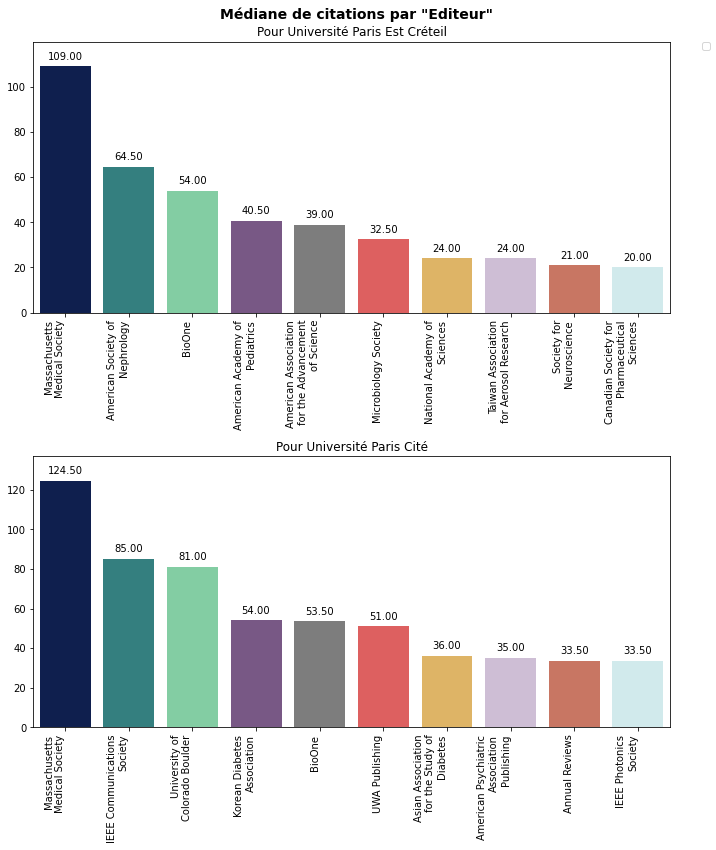 Médiane de citations par "Editeur"
Pour Université Paris Est Créteil
109.00
64.50
54.00
40.50
39.00
32.50
24.00
24.00
21.00
20.00
100
80
60
40
20
0
Massachusetts
Medical Society
American Society of
Nephrology
BioOne
American Academy of
Pediatrics
American Association
for the Advancement
of Science
Microbiology Society
National Academy of
Sciences
Taiwan Association
for Aerosol Research
Society for
Neuroscience
Canadian Society for
Pharmaceutical
Sciences
Pour Université Paris Cité
124.50
85.00
81.00
54.00
53.50
51.00
36.00
35.00
33.50
33.50
120
100
80
60
40
20
0
Massachusetts
Medical Society
IEEE Communications
Society
University of
Colorado Boulder
Korean Diabetes
Association
BioOne
UWA Publishing
Asian Association
for the Study of
Diabetes
American Psychiatric
Association
Publishing
Annual Reviews
IEEE Photonics
Society